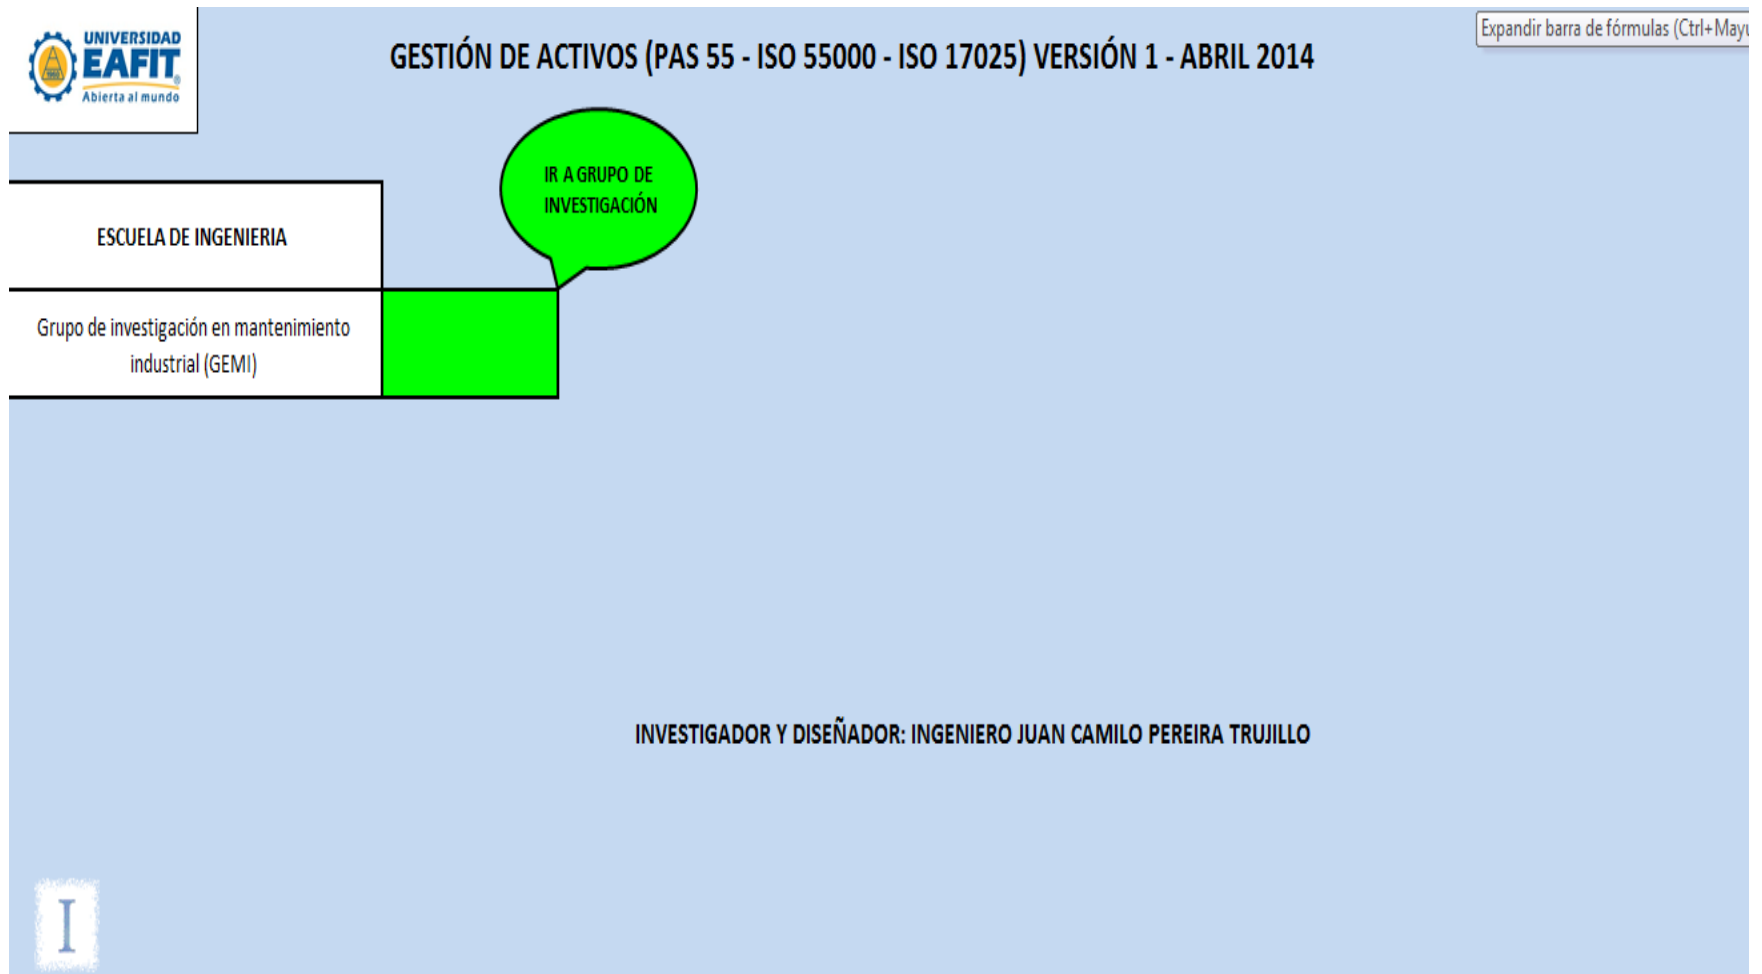 UNIVERSIDAD
EAFIT
Abierta al mundo
GESTIÓN DE ACTIVOS (PAS 55 - ISO 55000 - ISO 17025) VERSIÓN 1 - ABRIL 2014
Expandir barra de fórmulas (Ctrl+Mayú
IR A GRUPO DE
INVESTIGACIÓN
ESCUELA DE INGENIERIA
Grupo de investigación en mantenimiento
industrial (GEMI)
INVESTIGADOR Y DISEÑADOR: INGENIERO JUAN CAMILO PEREIRA TRUJILLO
I